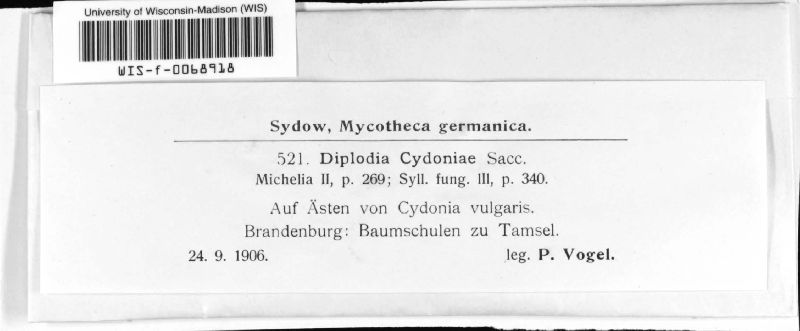 University of Wisconsin-Madison (WIS)
WIS-f-0068918
Sydow, Mycotheca germanica.
521. Diplodia Cydoniae Sacc.
Michelia II, p. 269; Syll. fung. III, p. 340.
Auf Ästen von Cydonia vulgaris.
Brandenburg: Baumschulen zu Tamsel.
24. 9. 1906. leg. P. Vogel.